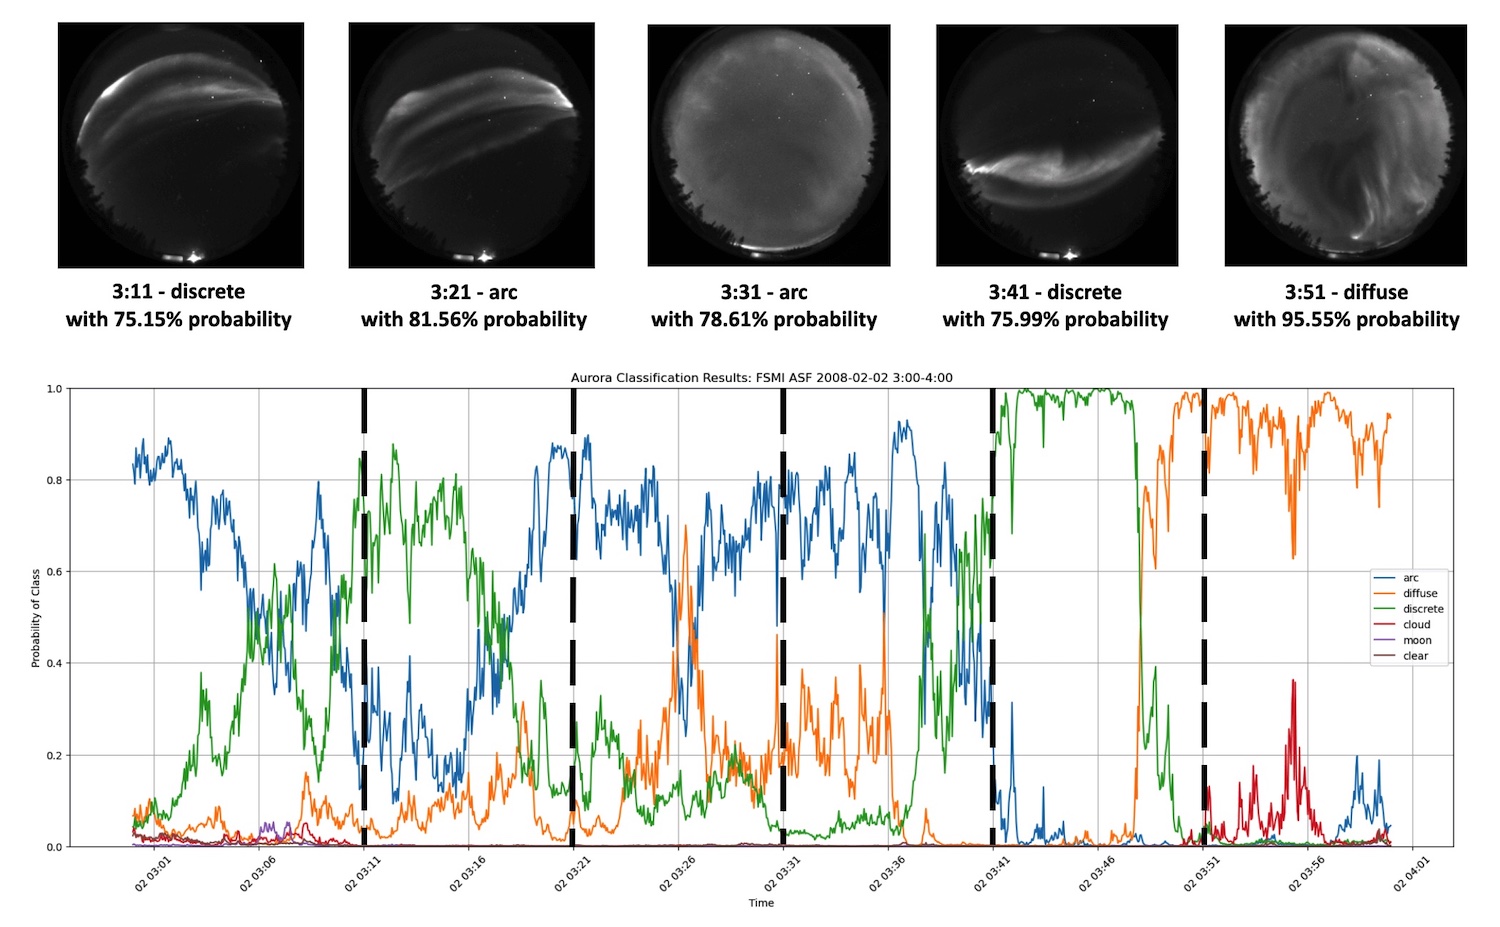 3:11 - discrete
with 75.15% probability
3:21 - arc
with 81.56% probability
3:31 - arc
with 78.61% probability
3:41 - discrete
with 75.99% probability
3:51 - diffuse
with 95.55% probability
Aurora Classification Results: FSMI ASF 2008-02-02 3:00-4:00
Probability of Class
1.0
0.8
0.6
0.4
0.2
0.0
arc
diffuse
discrete
cloud
moon
clear
02 03:01
02 03:06
02 03:11
02 03:16
02 03:21
02 03:26
02 03:31
02 03:36
02 03:41
02 03:46
02 03:51
02 03:56
02 04:01
Time